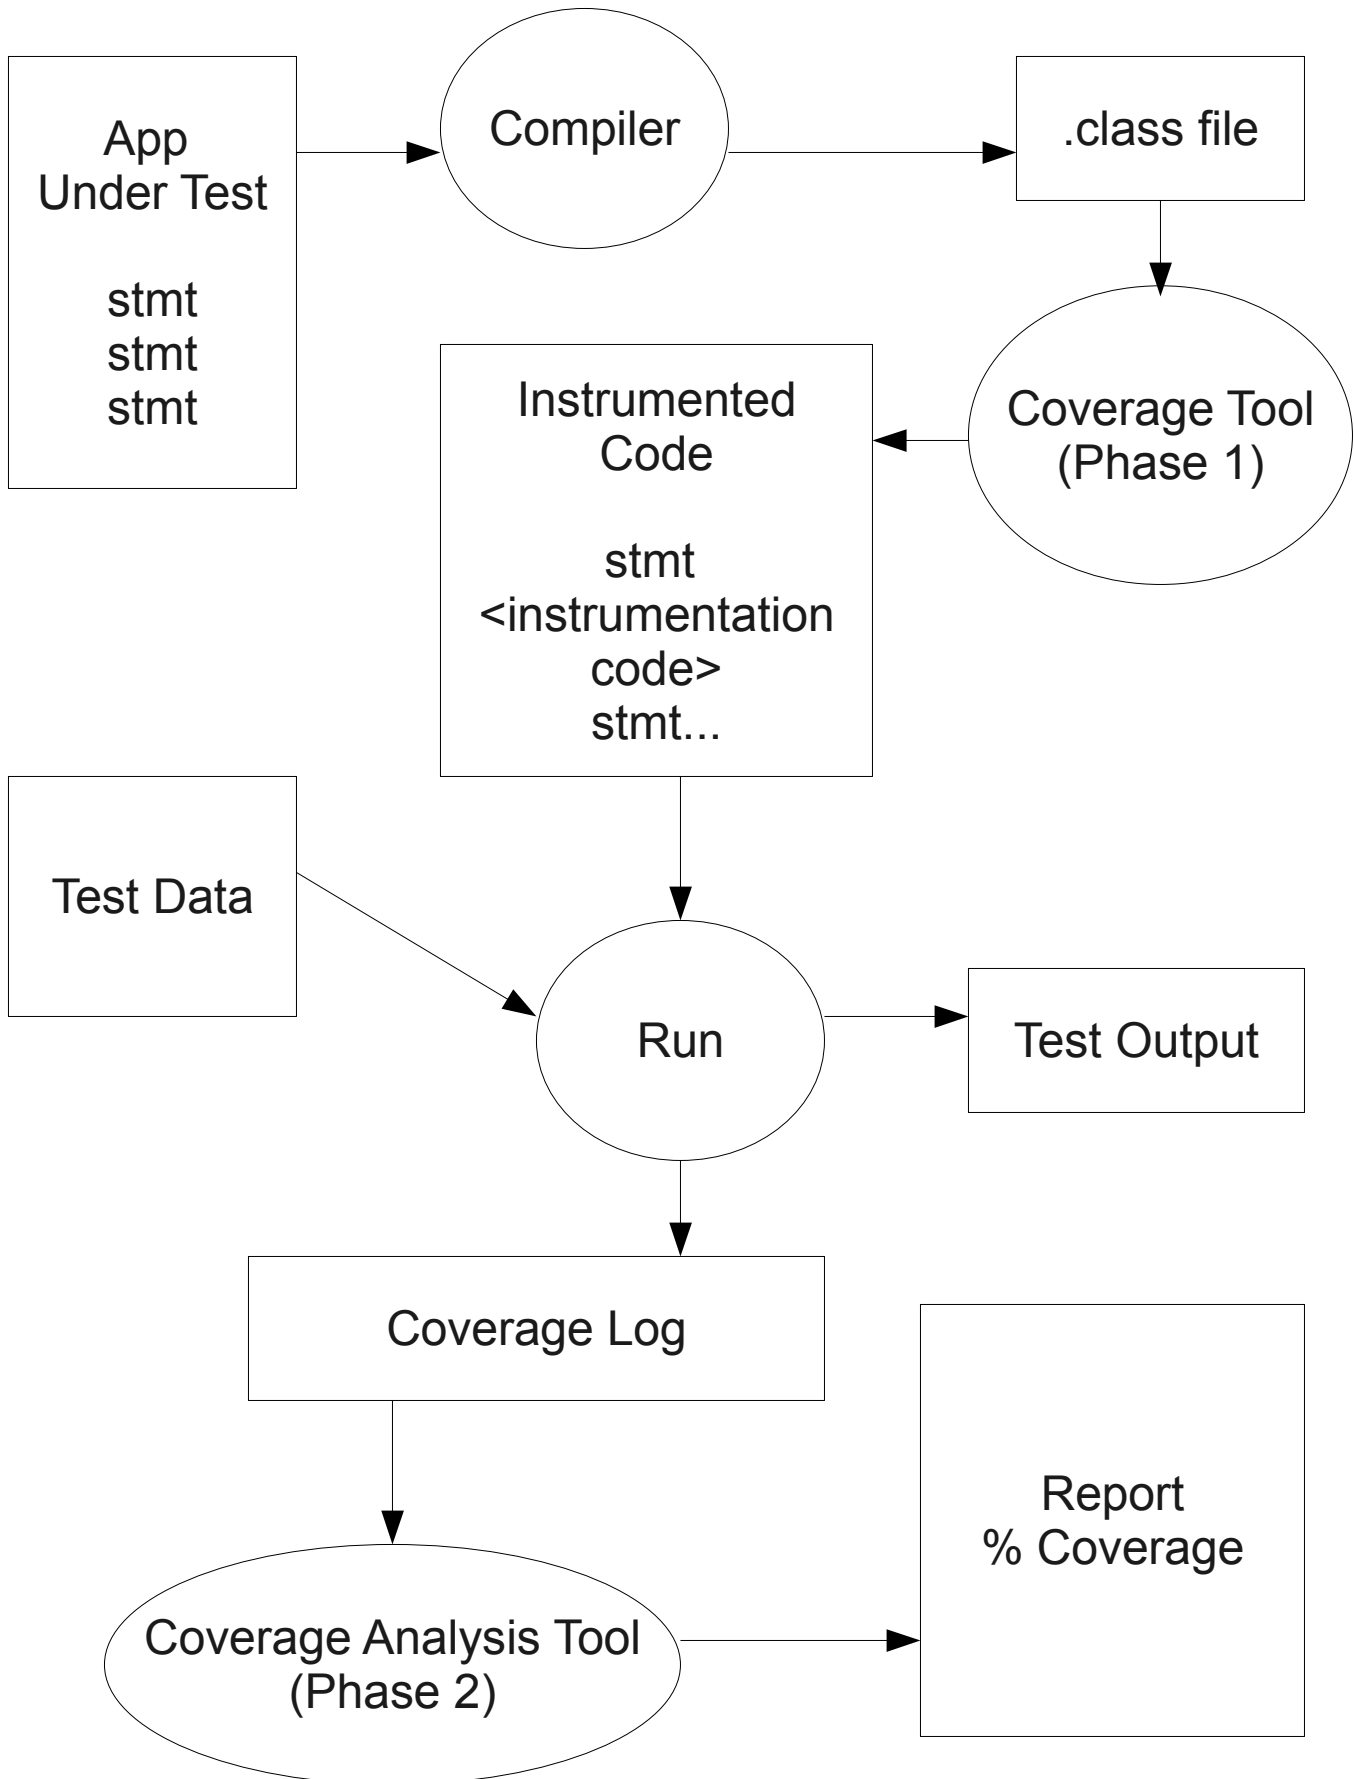 App
Under Test
stmt
stmt
stmt
Compiler
.class file
Coverage Tool
(Phase 1)
Instrumented
Code
stmt
<instrumentation
code>
stmt...
Test Data
Run
Test Output
Coverage Log
Coverage Analysis Tool
(Phase 2)
Report
% Coverage